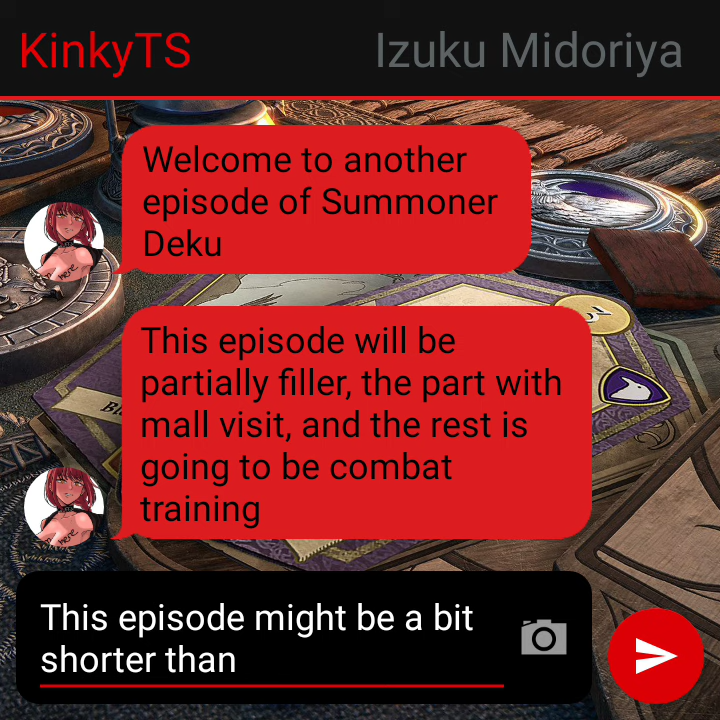 KinkyTS Izuku Midoriya
Welcome to another
episode of Summoner
Deku
This episode will be
partially filler, the part with
mall visit, and the rest is
going to be combat
training
This episode might be a bit
shorter than